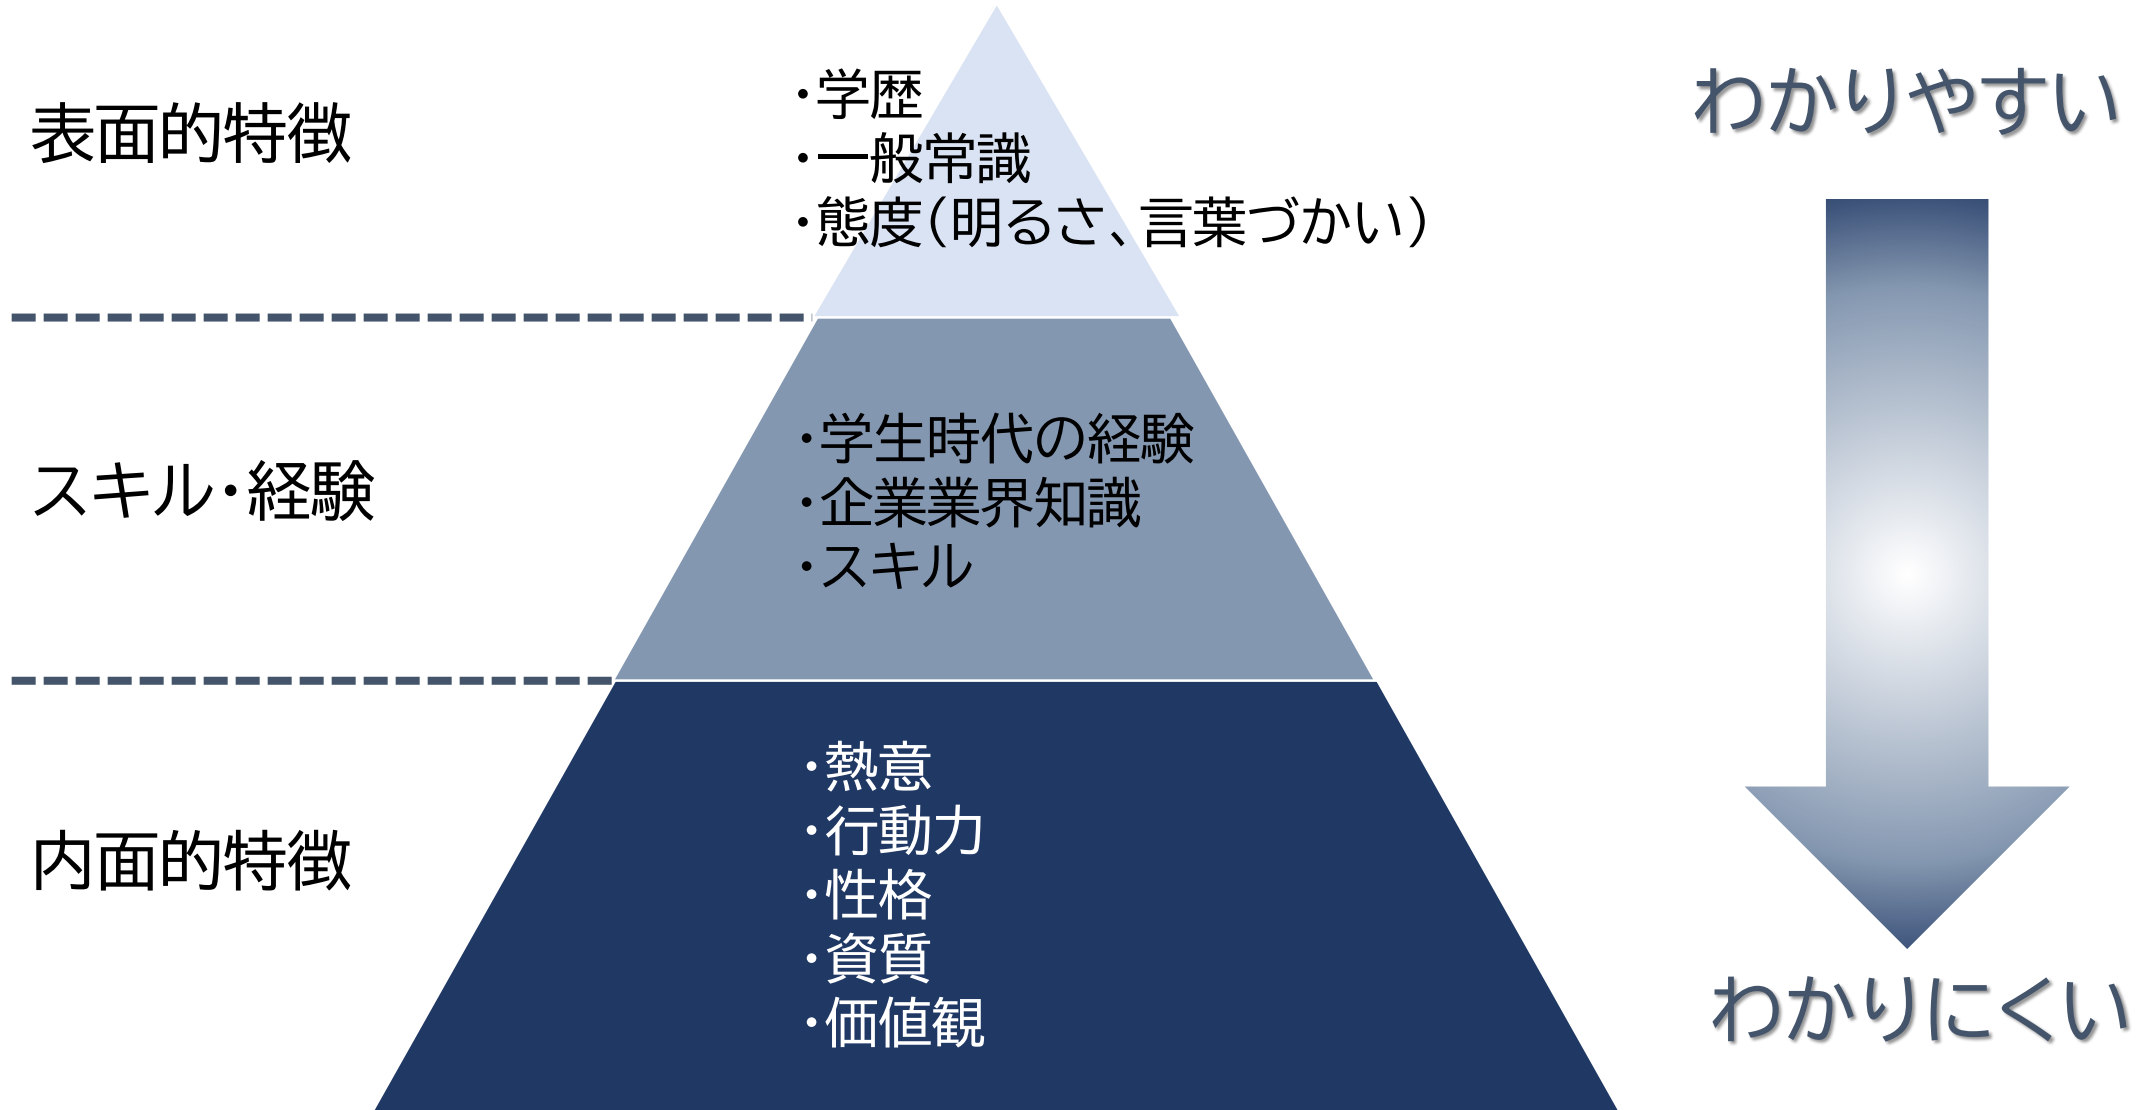 表面的特徴
・学歴
・一般常識
・態度（明るさ、言葉づかい）
わかりやすい
スキル・経験
・学生時代の経験
・企業業界知識
・スキル
内面的特徴
・熱意
・行動力
・性格
・資質
・価値観
わかりにくい